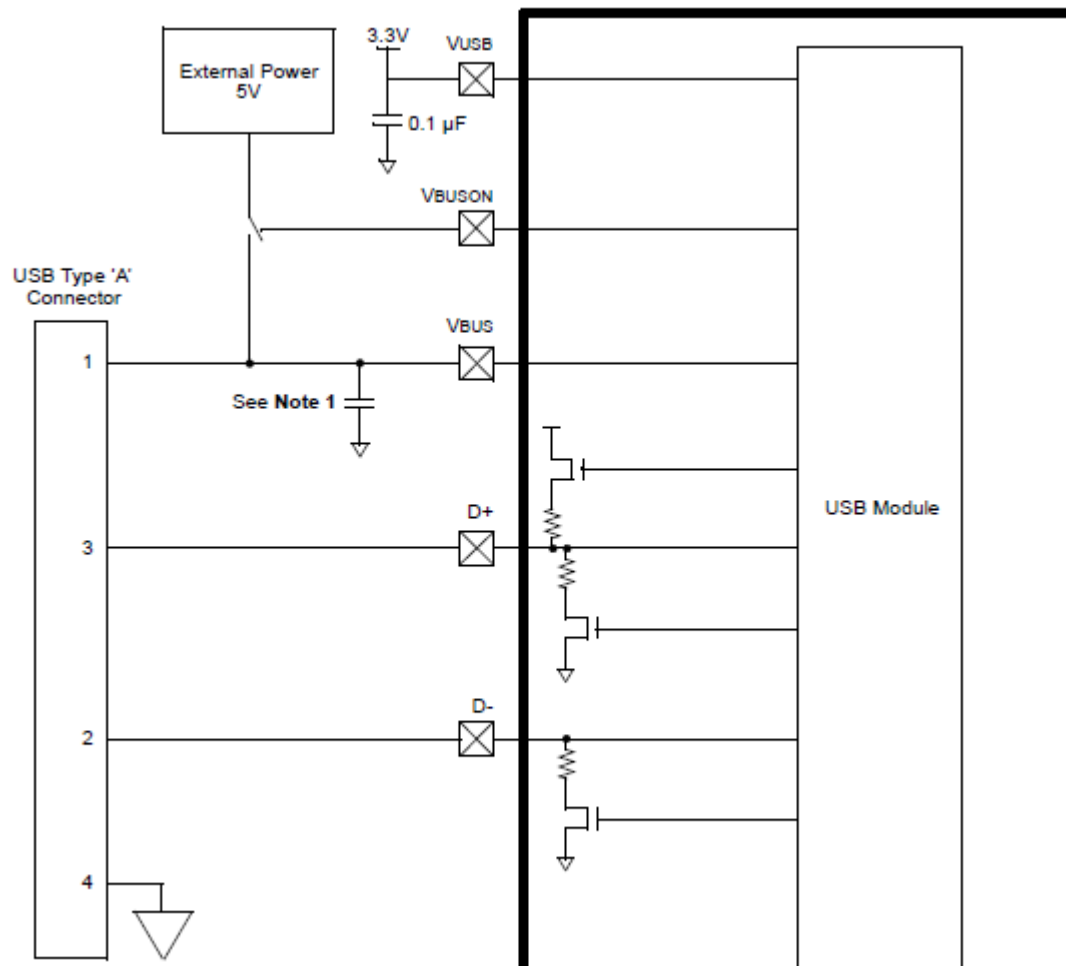 External Power
5V
3.3V
VUSB
0.1 µF
VBUSON
USB Type 'A'
Connector
VBUS
1
See Note 1
D+
3
USB Module
D-
2
4